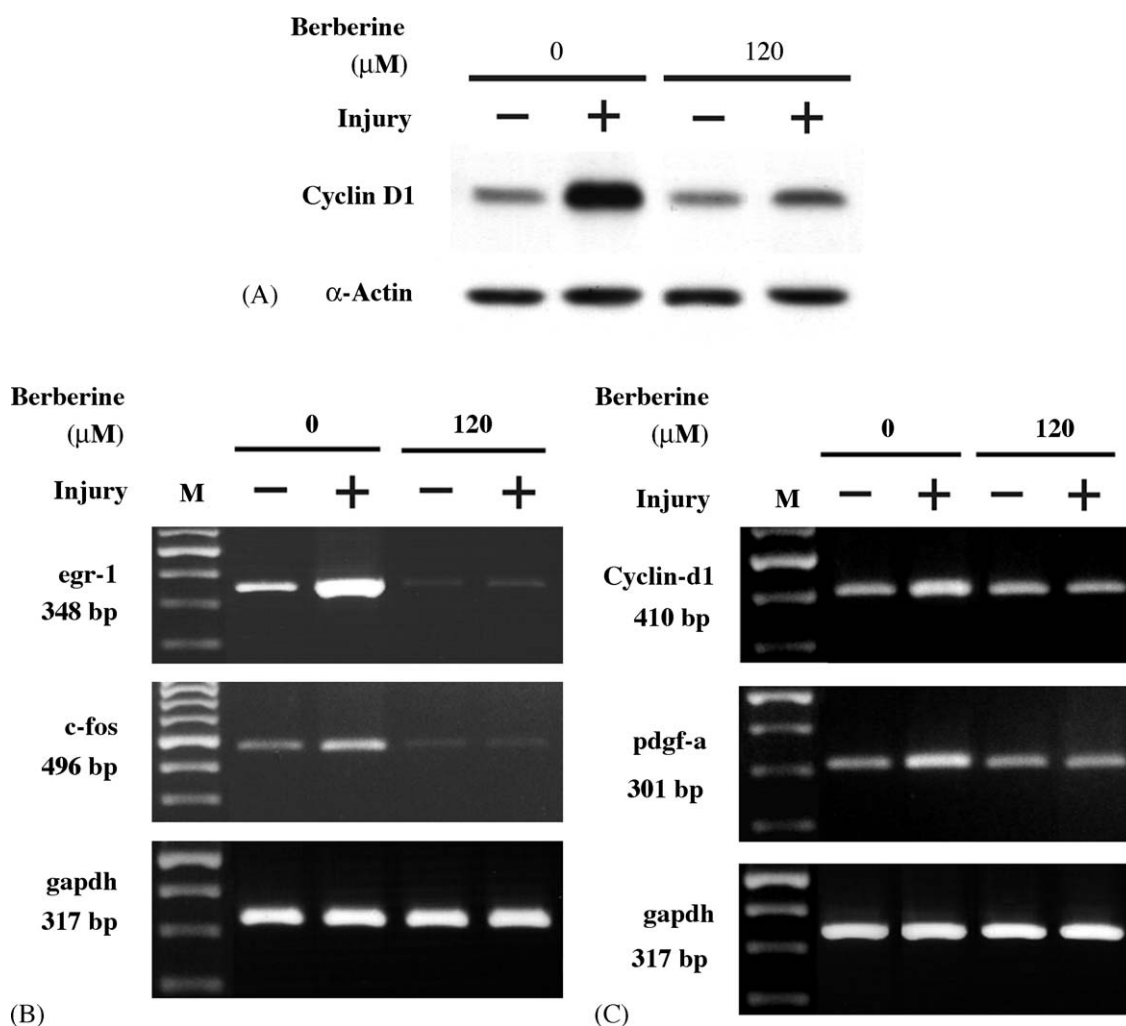 Berberine
(μM)
0 120
Injury − + − +
Cyclin D1
(A) α-Actin
Berberine
(μM)
0 120
Injury M − + − +
egr-1
348 bp
c-fos
496 bp
gapdh
317 bp
(B)
Berberine
(μM)
0 120
Injury M − + − +
Cyclin-d1
410 bp
pdgf-a
301 bp
gapdh
317 bp
(C)